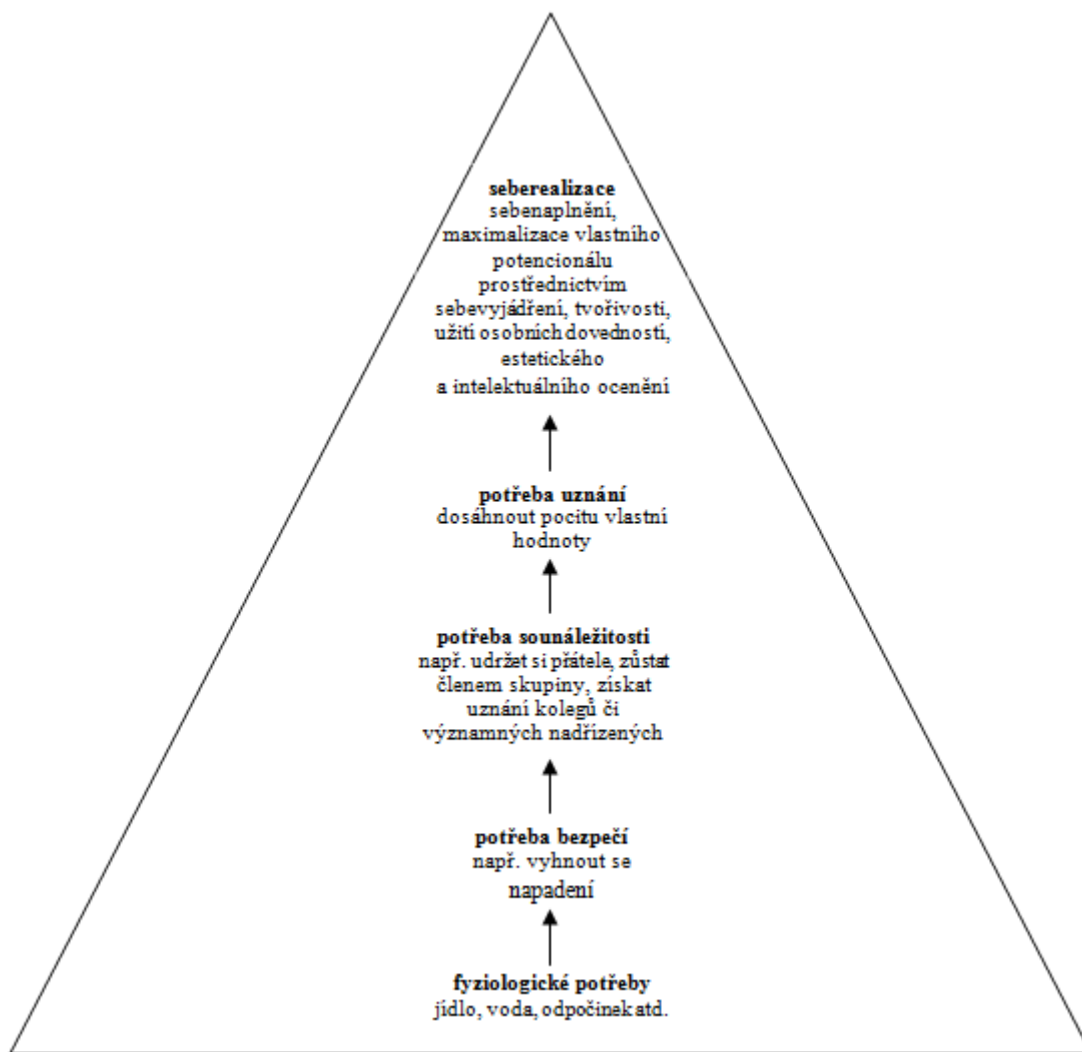 seberealizace
sebenaplnění,
maximalizace vlastního
potencionálu
prostřednictvím
sebevyjádření, tvořivosti,
užití osobních dovedností,
estetického
a intelektuálního ocenění
potřeba uznání
dosáhnout pocitu vlastní
hodnoty
potřeba sounáležitosti
např. udržet si přátele, zůstat
členem skupiny, získat
uznání kolegů či
významných nadřízených
potřeba bezpečí
např. vyhnout se
napadení
fyziologické potřeby
jídlo, voda, odpočinek atd.